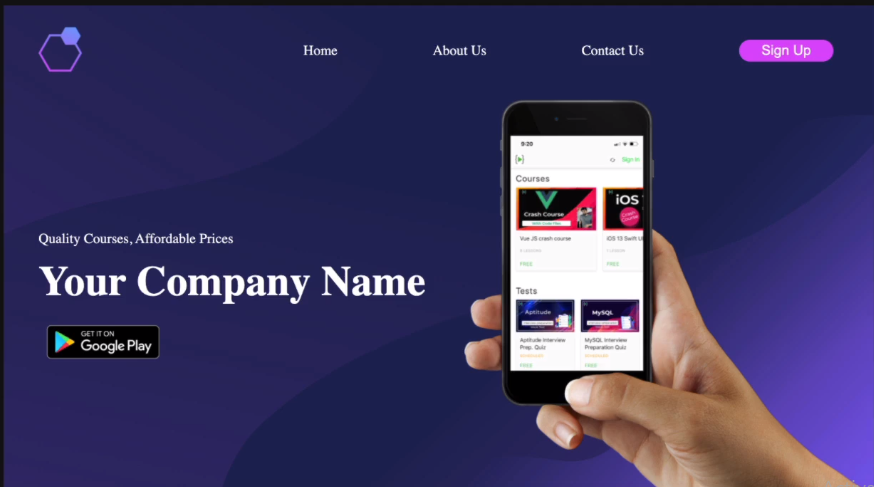 Home
About Us
Contact Us
Sign Up
Quality Courses, Affordable Prices
Your Company Name
GET IT ON
Google Play
9:20
Sign in
Courses
Crash Course
iOS
Vue JS crash course
iOS 13 Swift UI
FREE
FREE
Tests
Aptitude
MySQL
Aptitude Interview
Prep. Quiz
MySQL Interview
Preparation Quiz
FREE
FREE